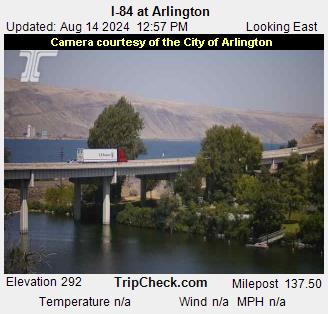 I-84 at Arlington
Updated: Aug 14 2024 12:57 PM Looking East
Camera courtesy of the City of Arlington
Elevation 292 TripCheck.com Milepost 137.50
Temperature n/a Wind n/a MPH n/a